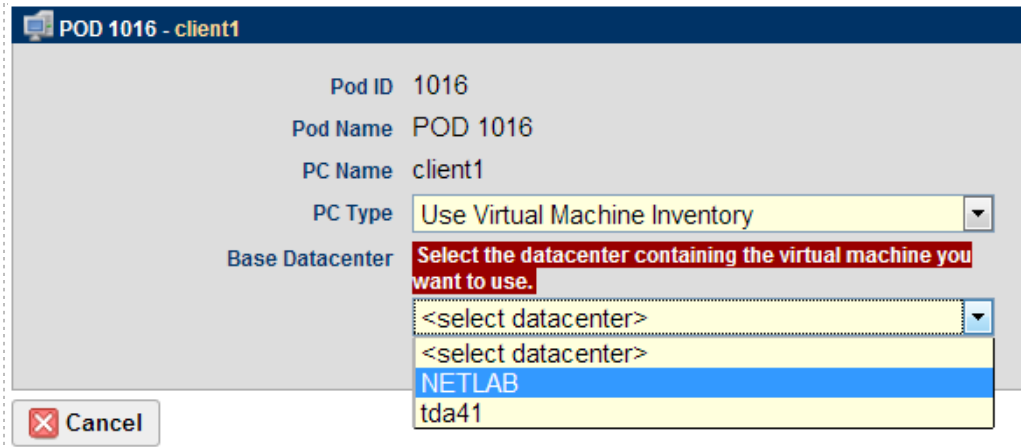 POD 1016 - client1
Pod ID 1016
Pod Name POD 1016
PC Name client1
PC Type Use Virtual Machine Inventory
Base Datacenter Select the datacenter containing the virtual machine you
want to use.
<select datacenter>
<select datacenter>
NETLAB
tda41
Cancel